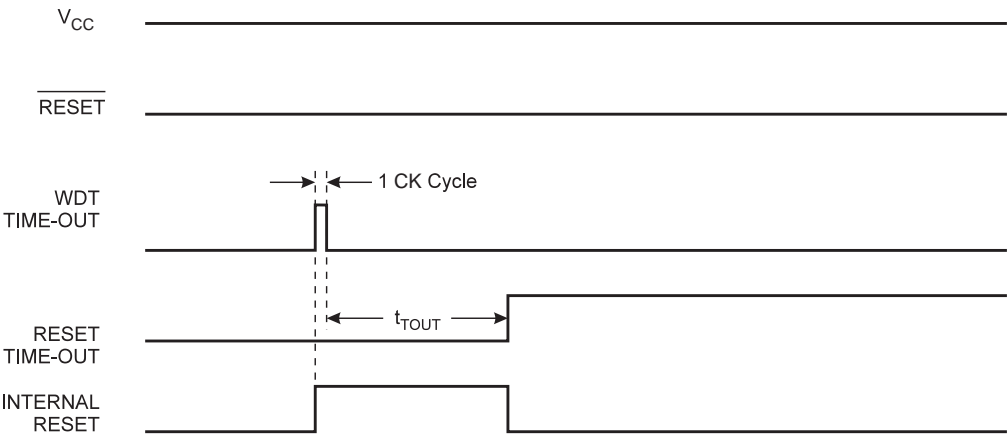 VCC
RESET
1 CK Cycle
WDT
TIME-OUT
tTOUT
RESET
TIME-OUT
INTERNAL
RESET